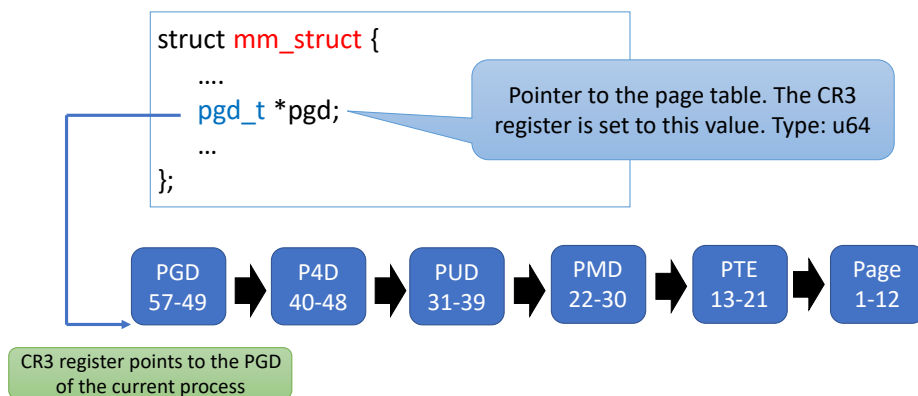 struct mm_struct {
....
pgd_t *pgd;
...
};
Pointer to the page table. The CR3
register is set to this value. Type: u64
PGD
57-49
P4D
40-48
PUD
31-39
PMD
22-30
PTE
13-21
Page
1-12
CR3 register points to the PGD
of the current process